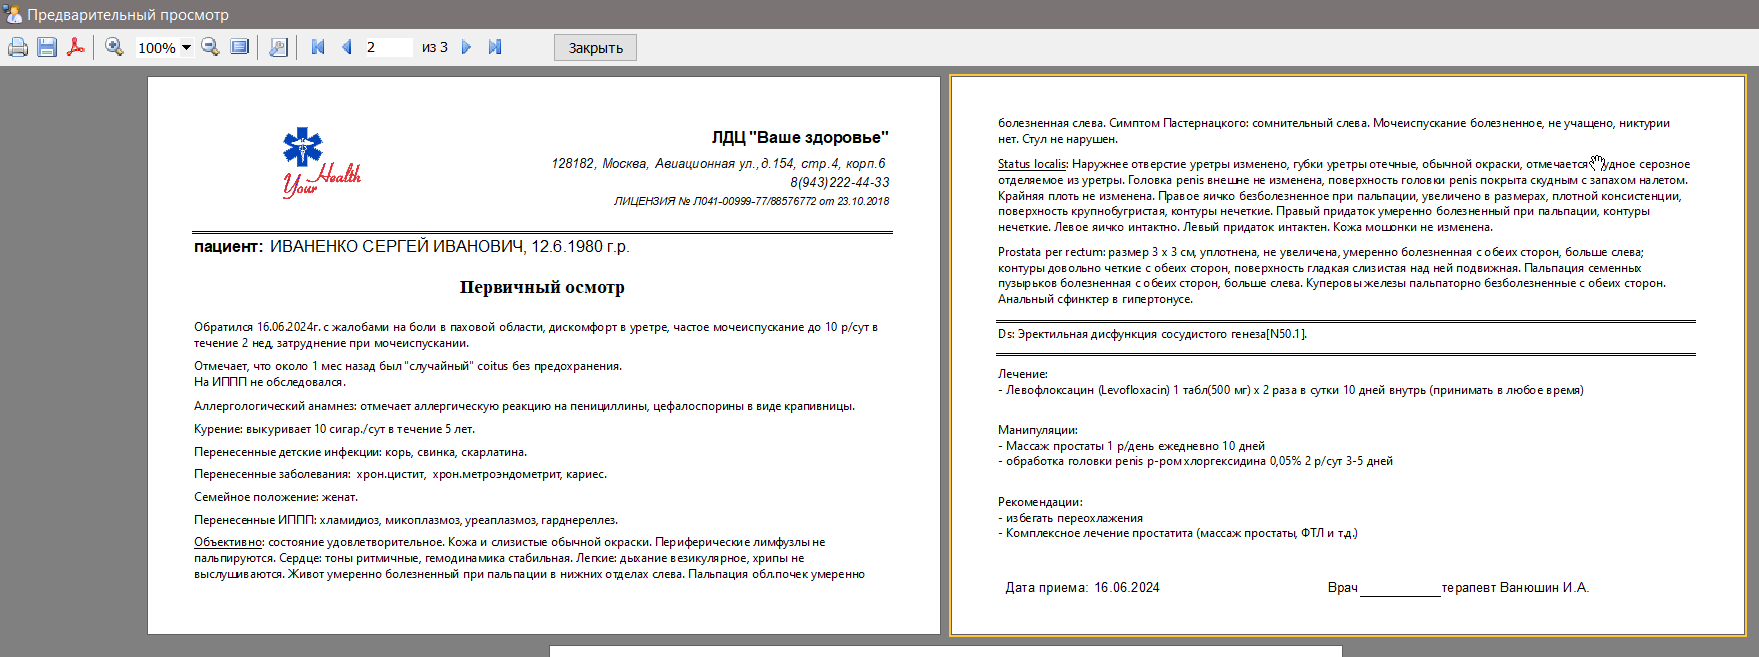 Предварительный просмотр
100%
2
из 3
Закрыть
Your Health
ЛДЦ "Ваше здоровье"
128182, Москва, Авиационная ул., д.154, стр.4, корп.6
8(943)222-44-33
ЛИЦЕНЗИЯ № Л041-00999-77/88576772 от 23.10.2018
пациент: ИВАНЕНКО СЕРГЕЙ ИВАНОВИЧ, 12.6.1980 г.р.
Первичный осмотр
Обратился 16.06.2024г. с жалобами на боли в паховой области, дискомфорт в уретре, частое мочеиспускание до 10 р/сут в
течение 2 нед, затруднение при мочеиспускании.
Отмечает, что около 1 мес назад был "случайный" coitus без предохранения.
На ИППП не обследовался.
Аллергологический анамнез: отмечает аллергическую реакцию на пенициллины, цефалоспорины в виде крапивницы.
Курение: выкуривает 10 сигар./сут в течение 5 лет.
Перенесенные детские инфекции: корь, свинка, скарлатина.
Перенесенные заболевания: хрон.цистит, хрон.метроэндометрит, кариес.
Семейное положение: женат.
Перенесенные ИППП: хламидиоз, микоплазмоз, уреаплазмоз, гарднереллез.
Объективно: состояние удовлетворительное. Кожа и слизистые обычной окраски. Периферические лимфузлы не
пальпируются. Сердце: тоны ритмичные, гемодинамика стабильная. Легкие: дыхание везикулярное, хрипы не
выслушиваются. Живот умеренно болезненный при пальпации в нижних отделах слева. Пальпация обл.почек умеренно
болезненная слева. Симптом Пастернацкого: сомнительный слева. Мочеиспускание болезненное, не учащено, никтурии
нет. Стул не нарушен.
Status localis: Наружнее отверстие уретры изменено, губки уретры отечные, обычной окраски, отмечается удное серозное
отделяемое из уретры. Головка penis внешне не изменена, поверхность головки penis покрыта скудным с запахом налетом.
Крайняя плоть не изменена. Правое яичко безболезненное при пальпации, увеличено в размерах, плотной консистенции,
поверхность крупнобугристая, контуры нечеткие. Правый придаток умеренно болезненный при пальпации, контуры
нечеткие. Левое яичко интактно. Левый придаток интактен. Кожа мошонки не изменена.
Prostata per rectum: размер 3 х 3 см, уплотнена, не увеличена, умеренно болезненная с обеих сторон, больше слева;
контуры довольно четкие с обеих сторон, поверхность гладкая слизистая над ней подвижная. Пальпация семенных
пузырьков болезненная с обеих сторон, больше слева. Куперовы железы пальпаторно безболезненные с обеих сторон.
Анальный сфинктер в гипертонусе.
Ds: Эректильная дисфункция сосудистого генеза[N50.1].
Лечение:
- Левофлоксацин (Levofloxacin) 1 табл(500 мг) х 2 раза в сутки 10 дней внутрь (принимать в любое время)
Манипуляции:
- Массаж простаты 1 р/день ежедневно 10 дней
- обработка головки penis р-ром хлоргексидина 0,05% 2 р/сут 3-5 дней
Рекомендации:
- избегать переохлажения
- Комплексное лечение простатита (массаж простаты, ФТЛ и т.д.)
Дата приема: 16.06.2024
Врач ___________терапевт Ванюшин И.А.